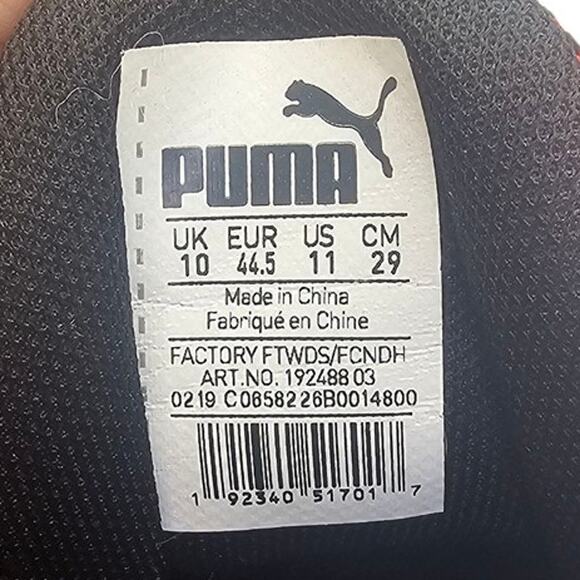 PUMA
UK EUR US CM
10 44.5 11 29
Made in China
Fabriqué en Chine
FACTORY FTWDS/FCNDH
ART.NO. 192488 03
0219 C0658226B0014800
1 92340 51701 7